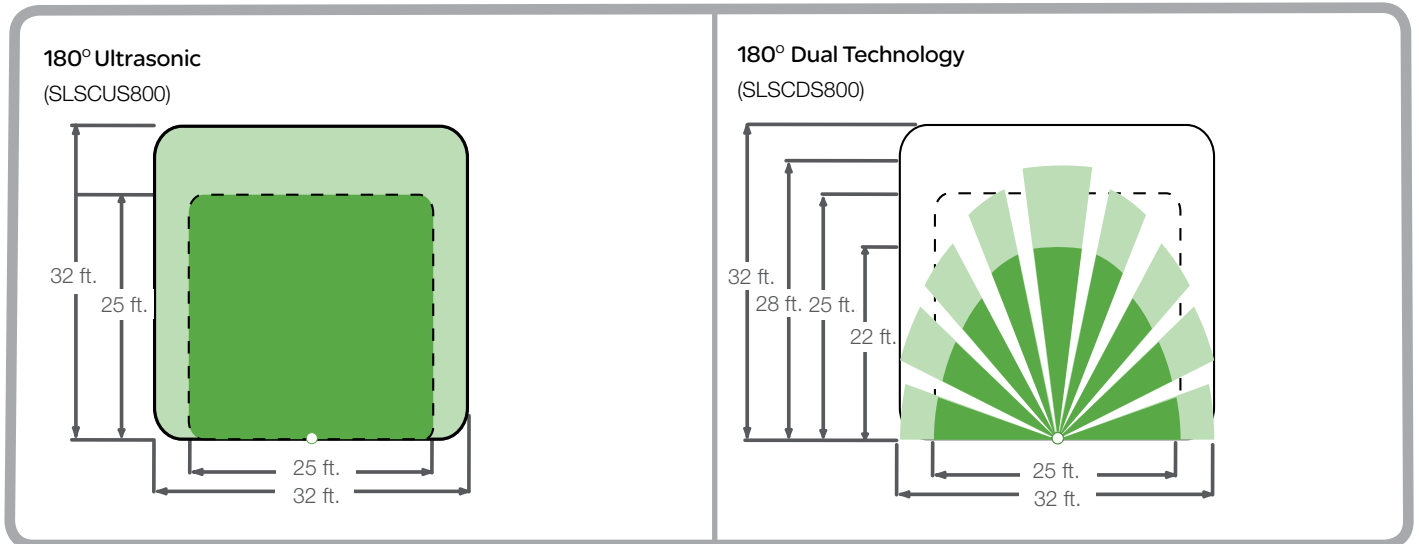 180° Ultrasonic
(SLSCUS800)
32 ft.
25 ft.
25 ft.
32 ft.
180° Dual Technology
(SLSCDS800)
32 ft.
28 ft.
25 ft.
22 ft.
25 ft.
32 ft.